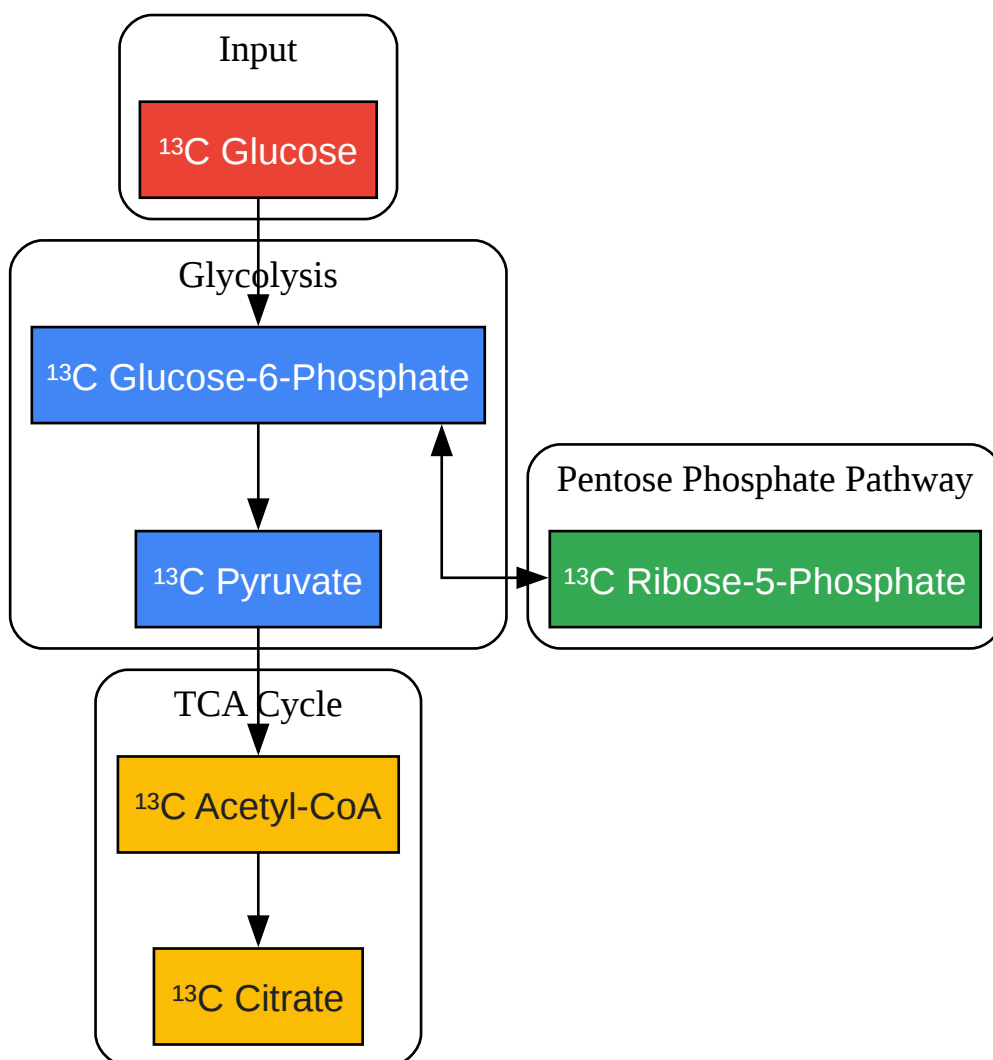 Input
¹³C Glucose
Glycolysis
¹³C Glucose-6-Phosphate
Pentose Phosphate Pathway
¹³C Pyruvate
¹³C Ribose-5-Phosphate
TCA Cycle
¹³C Acetyl-CoA
¹³C Citrate